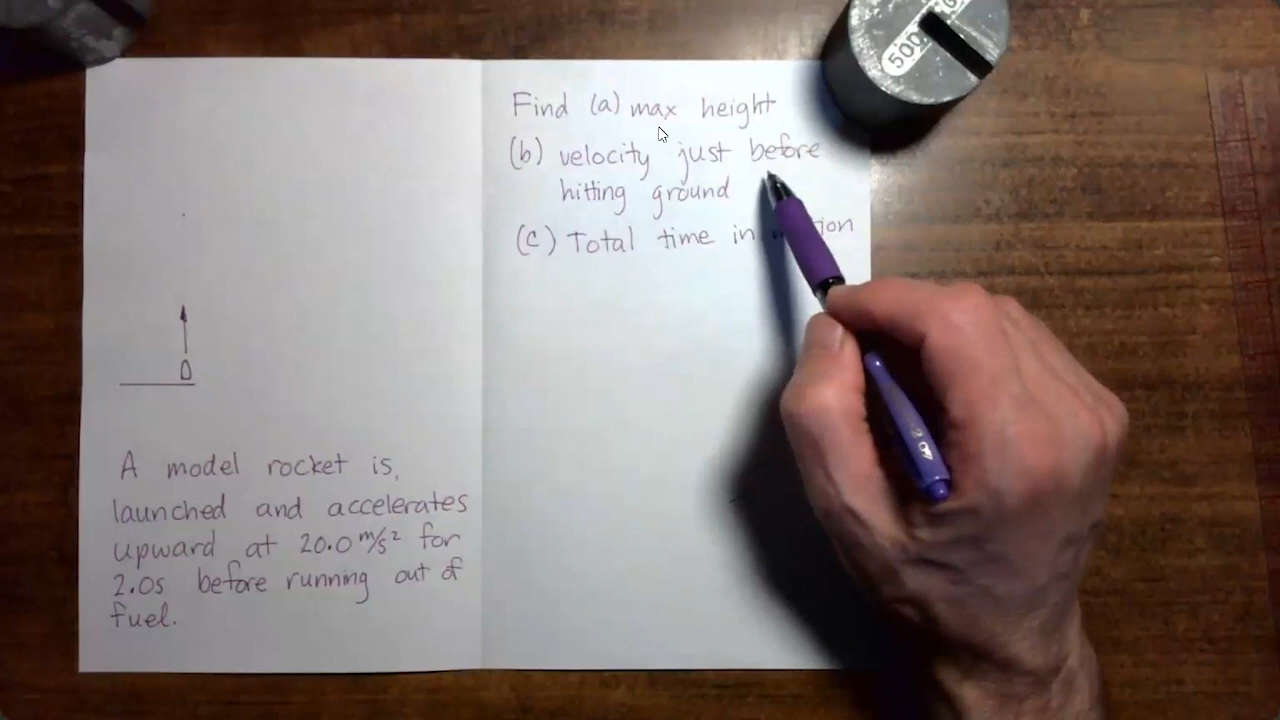 Find (a) max height
(b) velocity just before
hitting ground
(c) Total time in
A model rocket is,
launched and accelerates
upward at 20.0 m/s² for
2.0s before running out of
fuel.
500